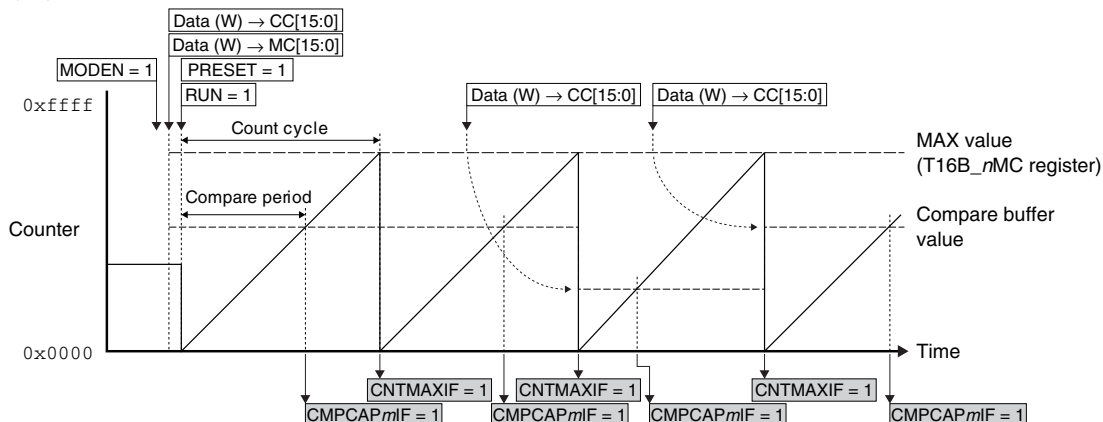 Data (W) → CC[15:0]
Data (W) → MC[15:0]
MODEN = 1
PRESET = 1
RUN = 1
Data (W) → CC[15:0]
Data (W) → CC[15:0]
0xffff
Count cycle
MAX value
(T16B_nMC register)
Compare period
Compare buffer
value
Counter
0x0000
Time
CNTMAXIF = 1
CNTMAXIF = 1
CNTMAXIF = 1
CMPCAPmIF = 1
CMPCAPmIF = 1
CMPCAPmIF = 1
CMPCAPmIF = 1